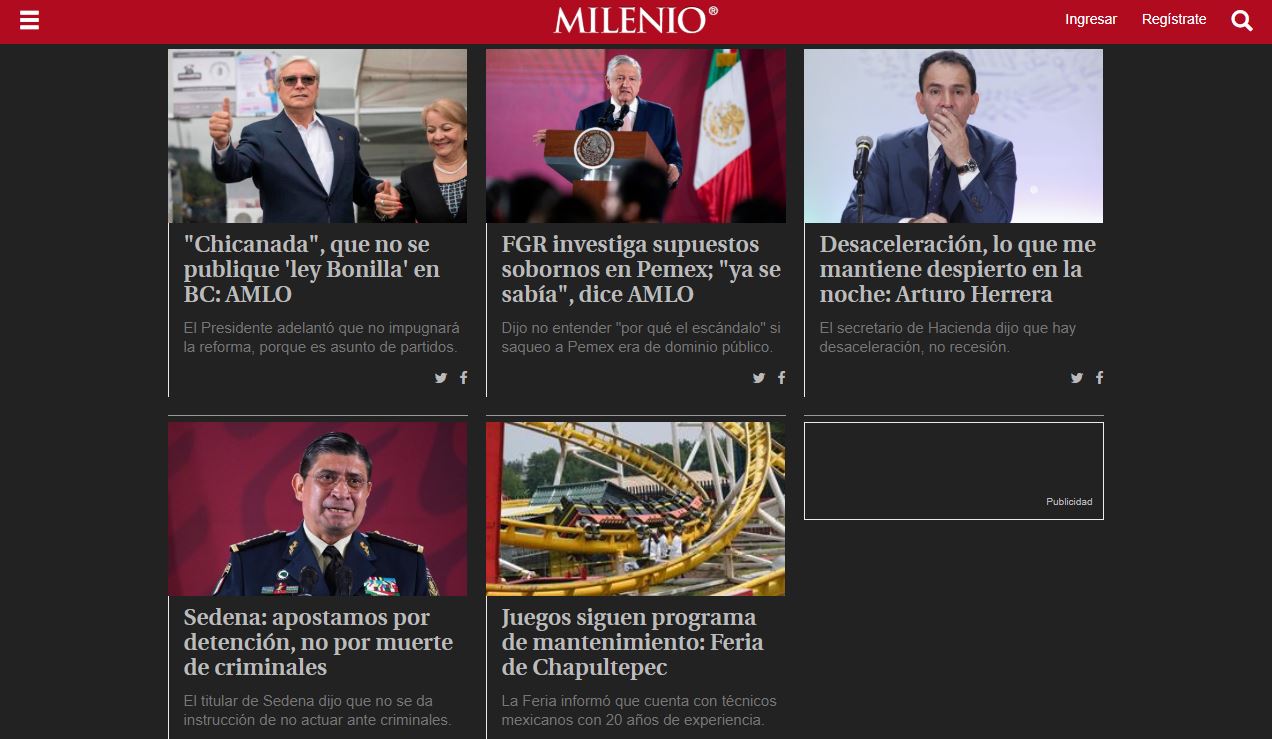 MILENIO®
Ingresar
Regístrate
"Chicanada", que no se
publique 'ley Bonilla' en
BC: AMLO
El Presidente adelantó que no impugnará
la reforma, porque es asunto de partidos.
FGR investiga supuestos
sobornos en Pemex; "ya se
sabía", dice AMLO
Dijo no entender "por qué el escándalo" si
saqueo a Pemex era de dominio público.
Desaceleración, lo que me
mantiene despierto en la
noche: Arturo Herrera
El secretario de Hacienda dijo que hay
desaceleración, no recesión.
Sedena: apostamos por
detención, no por muerte
de criminales
El titular de Sedena dijo que no se da
instrucción de no actuar ante criminales.
Juegos siguen programa
de mantenimiento: Feria
de Chapultepec
La Feria informó que cuenta con técnicos
mexicanos con 20 años de experiencia.
Publicidad